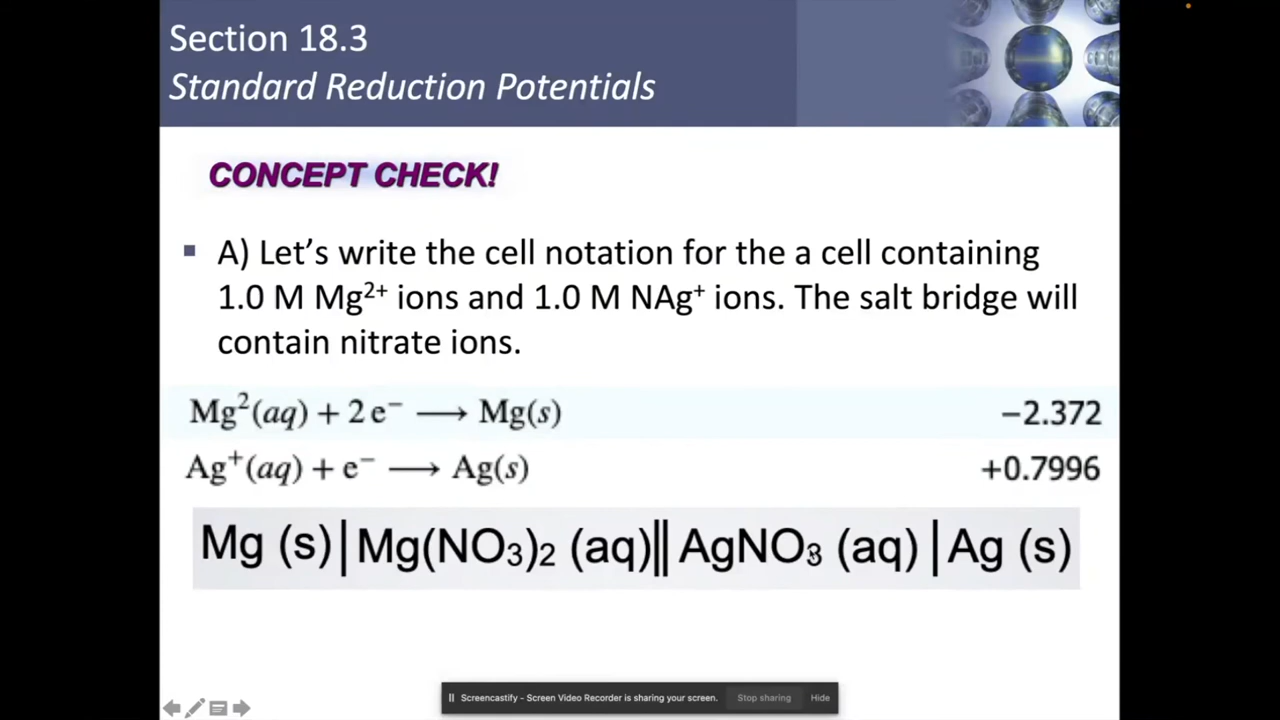 Section 18.3
Standard Reduction Potentials
CONCEPT CHECK!
▪ A) Let's write the cell notation for the a cell containing
1.0 M Mg²⁺ ions and 1.0 M NAg⁺ ions. The salt bridge will
contain nitrate ions.
Mg²(aq) + 2 e⁻ ⟶ Mg(s) −2.372
Ag⁺(aq) + e⁻ ⟶ Ag(s) +0.7996
Mg (s)|Mg(NO₃)₂ (aq)‖AgNO₃ (aq)|Ag (s)
Screencastify - Screen Video Recorder is sharing your screen. Stop sharing Hide